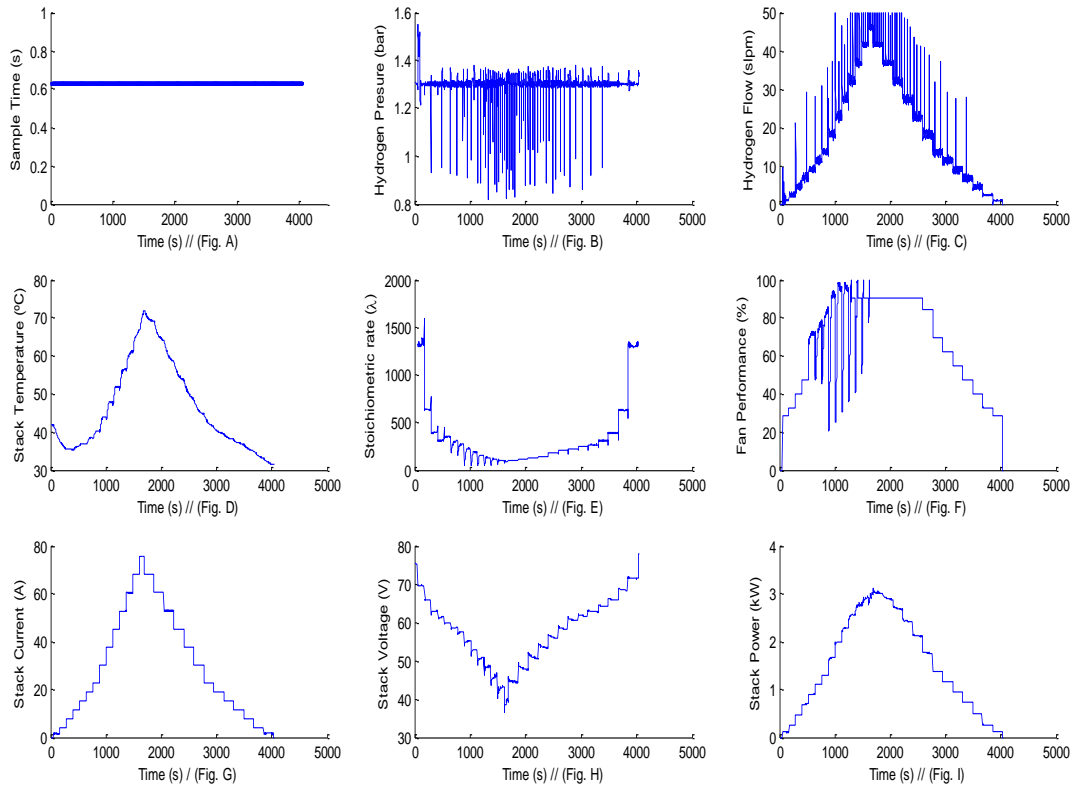 Sample Time (s)
1
0.8
0.6
0.4
0.2
0
0 1000 2000 3000 4000
Time (s) // (Fig. A)
Hydrogen Presure (bar)
1.6
1.4
1.2
1
0.8
0 1000 2000 3000 4000 5000
Time (s) // (Fig. B)
Hydrogen Flow (slpm)
50
40
30
20
10
0
0 1000 2000 3000 4000 5000
Time (s) // (Fig. C)
Stack Temperature (ºC)
80
70
60
50
40
30
0 1000 2000 3000 4000 5000
Time (s) // (Fig. D)
Stoichiometric rate (λ)
2000
1500
1000
500
0
0 1000 2000 3000 4000 5000
Time (s) // (Fig. E)
Fan Performance (%)
100
80
60
40
20
0
0 1000 2000 3000 4000 5000
Time (s) // (Fig. F)
Stack Current (A)
80
60
40
20
0
0 1000 2000 3000 4000 5000
Time (s) / (Fig. G)
Stack Voltage (V)
80
70
60
50
40
30
0 1000 2000 3000 4000 5000
Time (s) // (Fig. H)
Stack Power (kW)
4
3
2
1
0
0 1000 2000 3000 4000 5000
Time (s) // (Fig. I)